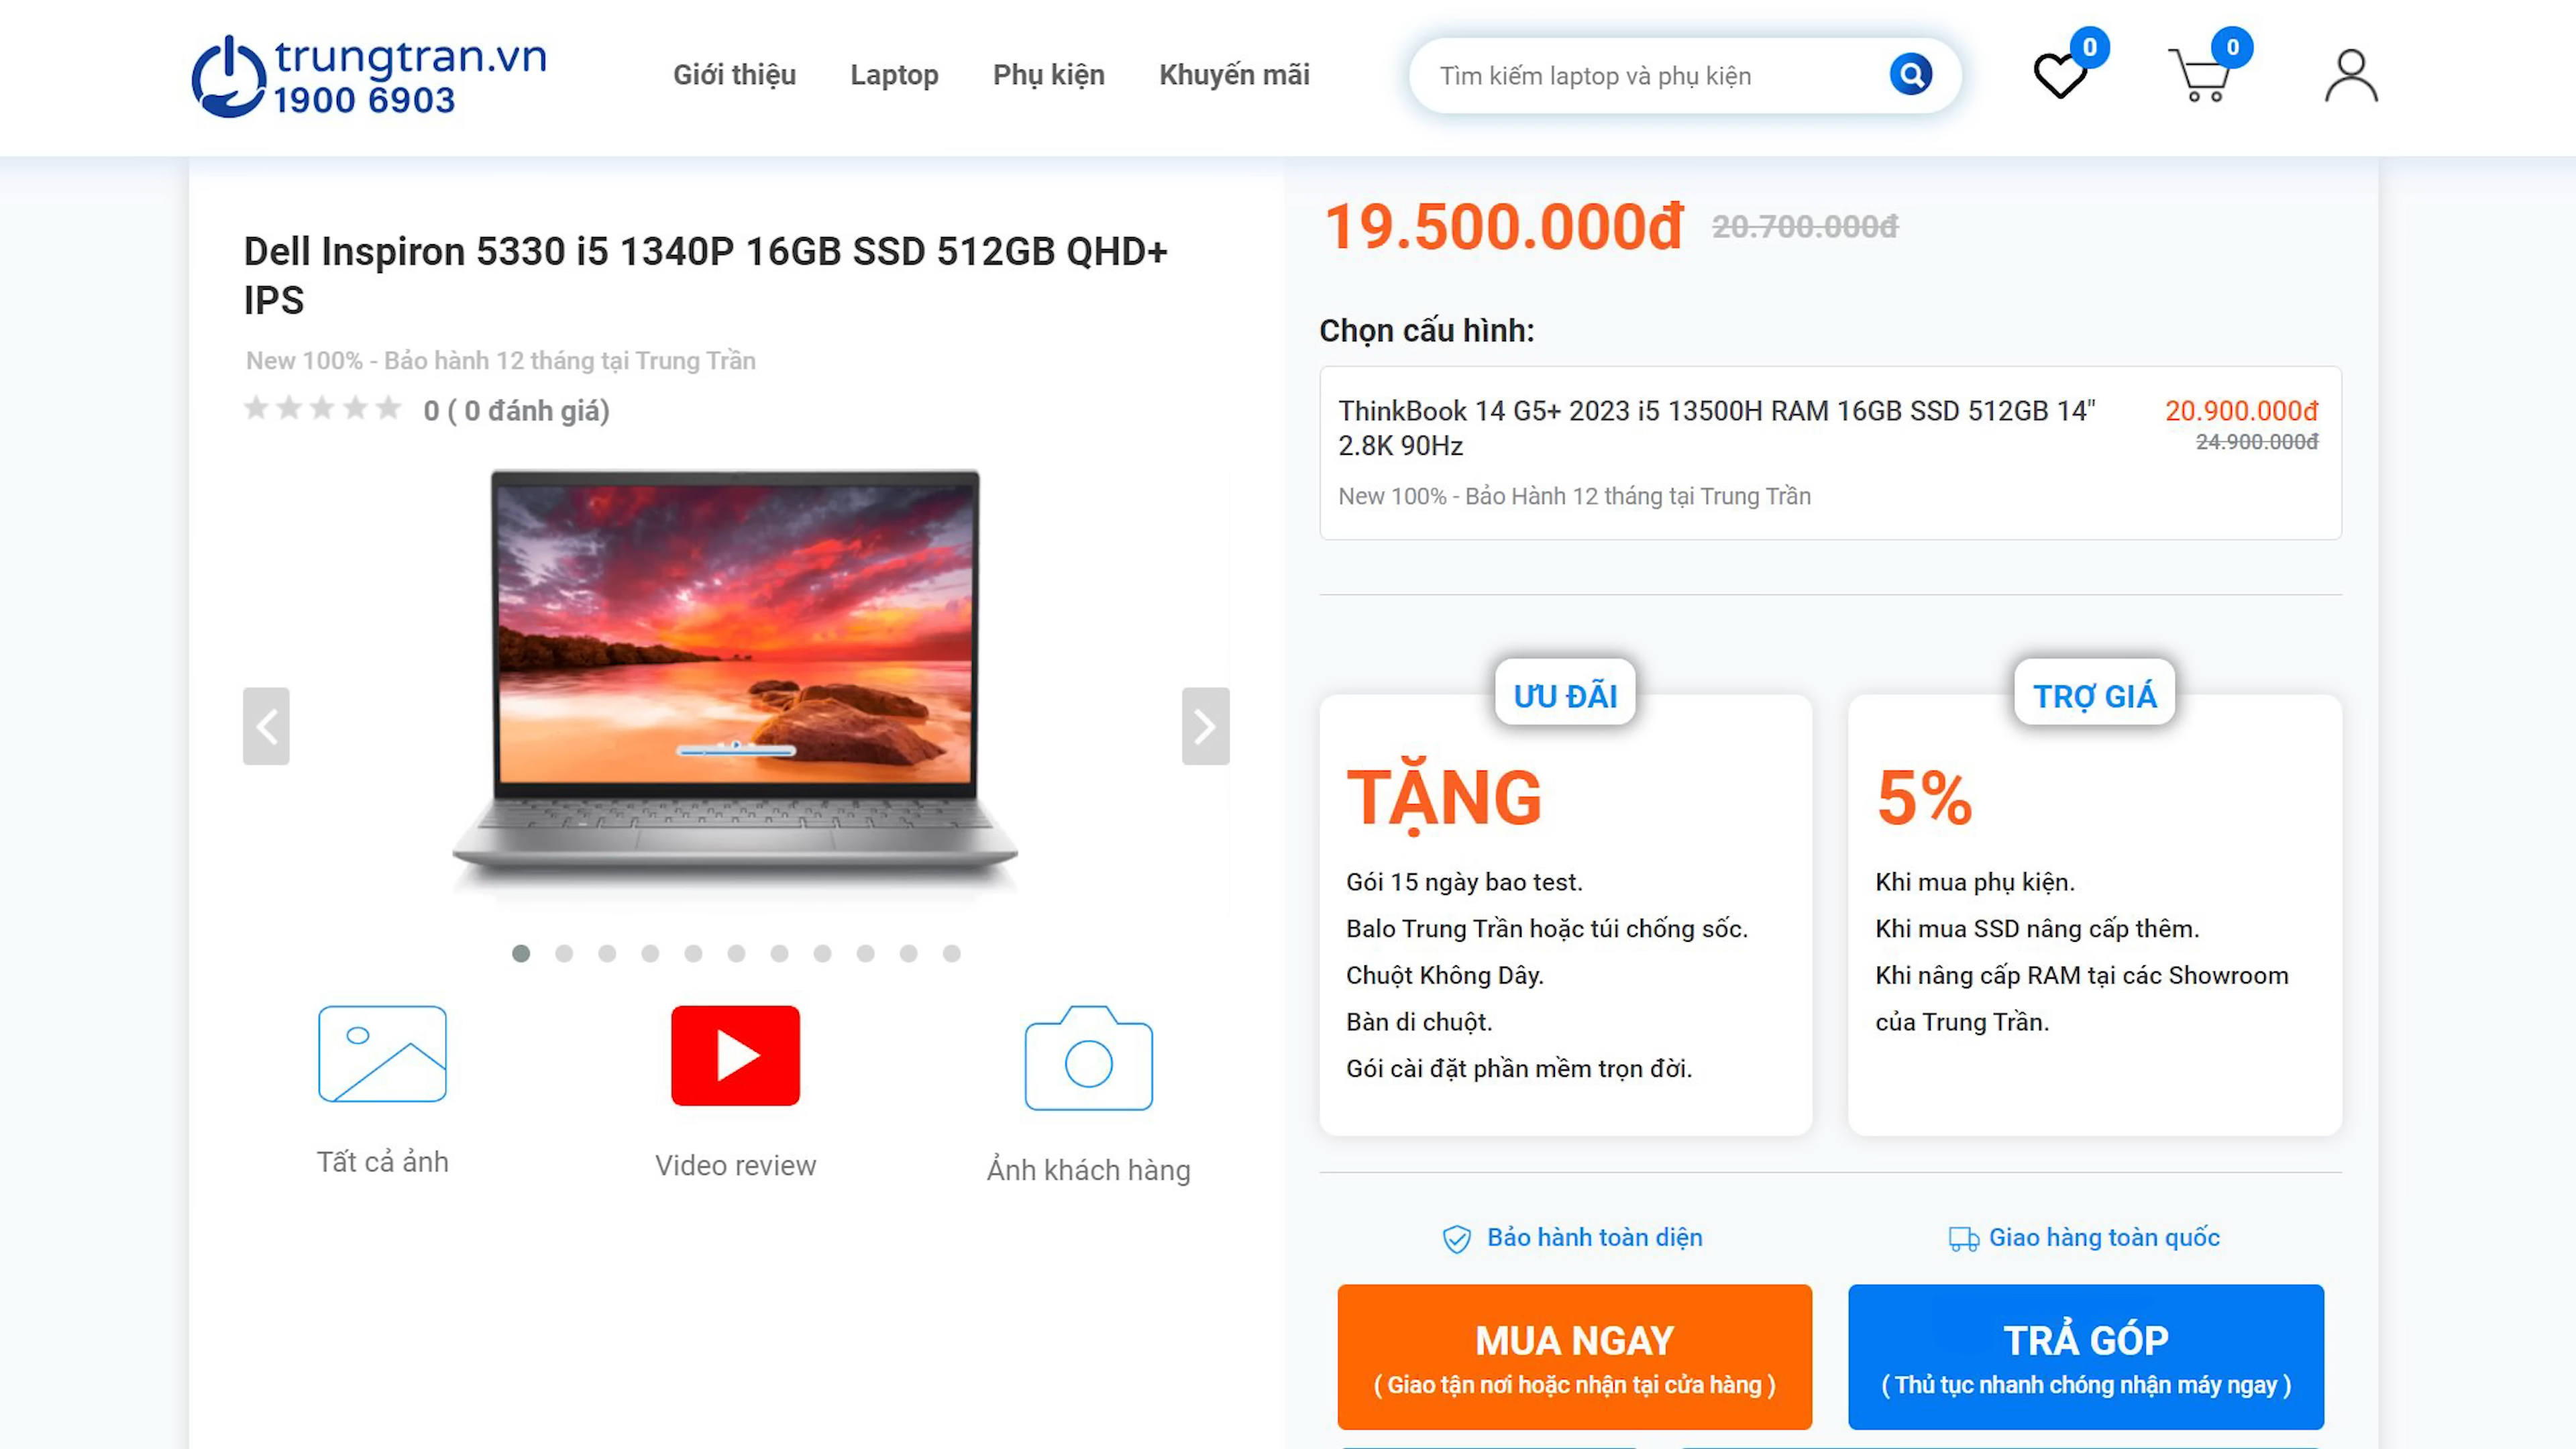 trungtran.vn
1900 6903
Giới thiệu
Laptop
Phụ kiện
Khuyến mãi
Tìm kiếm laptop và phụ kiện
0
0
Dell Inspiron 5330 i5 1340P 16GB SSD 512GB QHD+
IPS
New 100% - Bảo hành 12 tháng tại Trung Trần
0 ( 0 đánh giá)
Tất cả ảnh
Video review
Ảnh khách hàng
19.500.000đ
20.700.000đ
Chọn cấu hình:
ThinkBook 14 G5+ 2023 i5 13500H RAM 16GB SSD 512GB 14"
2.8K 90Hz
20.900.000đ
24.900.000đ
New 100% - Bảo Hành 12 tháng tại Trung Trần
ƯU ĐÃI
TẶNG
Gói 15 ngày bao test.
Balo Trung Trần hoặc túi chống sốc.
Chuột Không Dây.
Bàn di chuột.
Gói cài đặt phần mềm trọn đời.
TRỢ GIÁ
5%
Khi mua phụ kiện.
Khi mua SSD nâng cấp thêm.
Khi nâng cấp RAM tại các Showroom
của Trung Trần.
Bảo hành toàn diện
Giao hàng toàn quốc
MUA NGAY
( Giao tận nơi hoặc nhận tại cửa hàng )
TRẢ GÓP
( Thủ tục nhanh chóng nhận máy ngay )